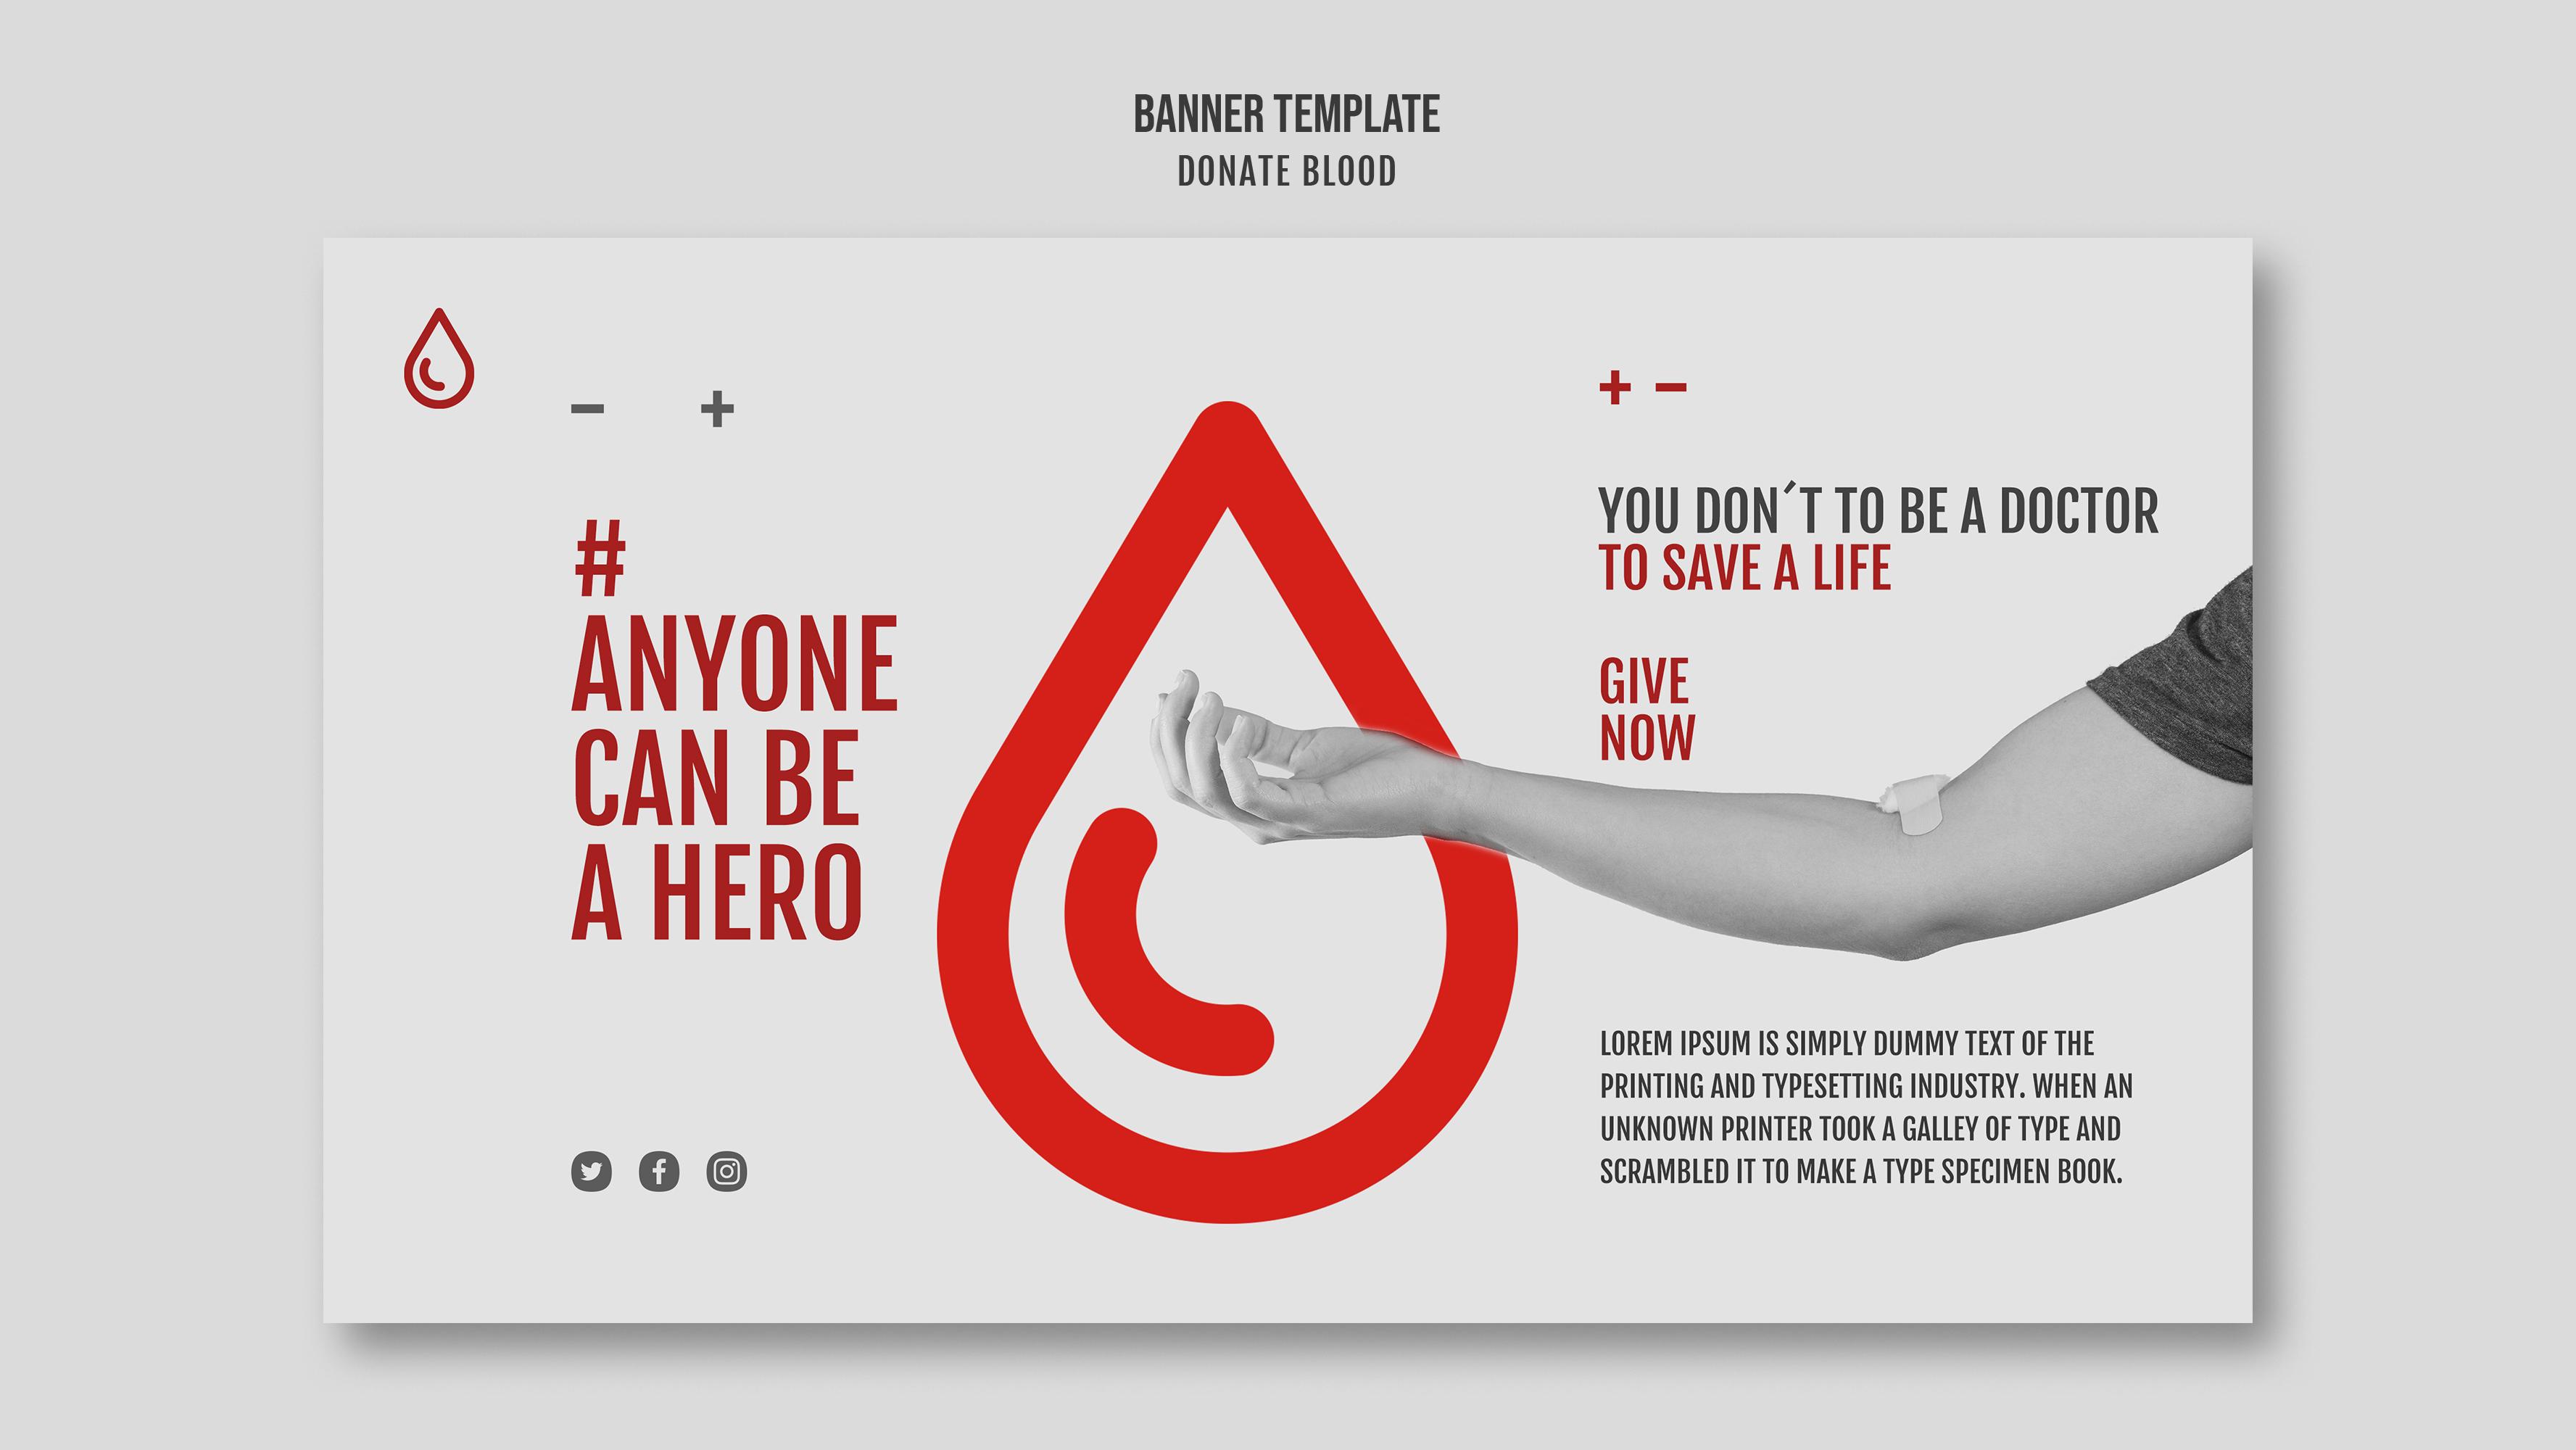 BANNER TEMPLATE
DONATE BLOOD
− +
#
ANYONE
CAN BE
A HERO
+ −
YOU DON´T TO BE A DOCTOR
TO SAVE A LIFE
GIVE
NOW
LOREM IPSUM IS SIMPLY DUMMY TEXT OF THE
PRINTING AND TYPESETTING INDUSTRY. WHEN AN
UNKNOWN PRINTER TOOK A GALLEY OF TYPE AND
SCRAMBLED IT TO MAKE A TYPE SPECIMEN BOOK.